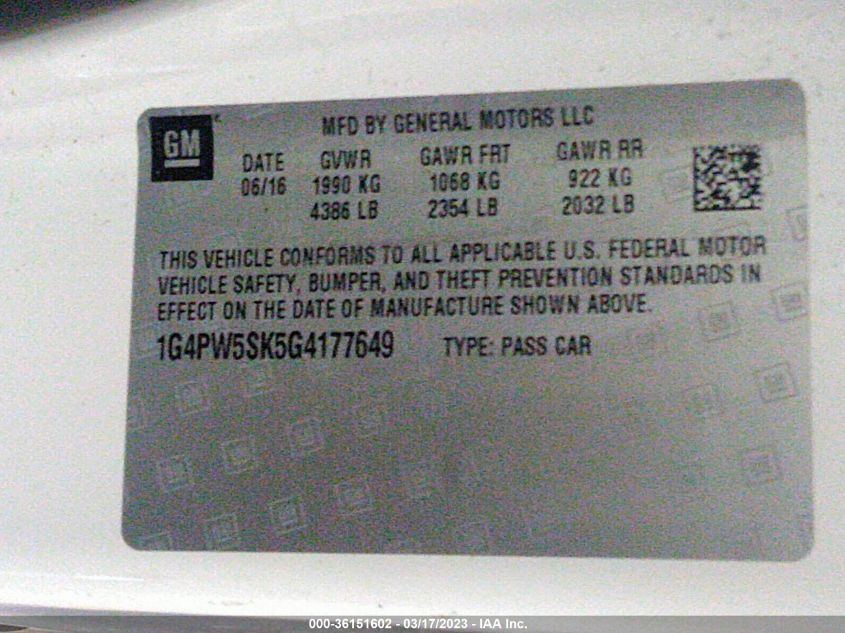 GM
MFD BY GENERAL MOTORS LLC
DATE GVWR GAWR FRT GAWR RR
06/16 1990 KG 1068 KG 922 KG
4386 LB 2354 LB 2032 LB
THIS VEHICLE CONFORMS TO ALL APPLICABLE U.S. FEDERAL MOTOR
VEHICLE SAFETY, BUMPER, AND THEFT PREVENTION STANDARDS IN
EFFECT ON THE DATE OF MANUFACTURE SHOWN ABOVE.
1G4PW5SK5G4177649 TYPE: PASS CAR
000-36151602 - 03/17/2023 - IAA Inc.